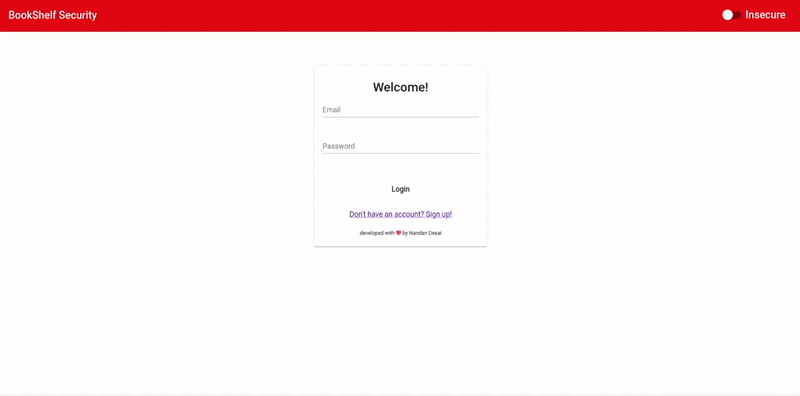 BookShelf Security
Insecure
Welcome!
Email
Password
Login
Don't have an account? Sign up!
developed with ❤ by Nandan Desai